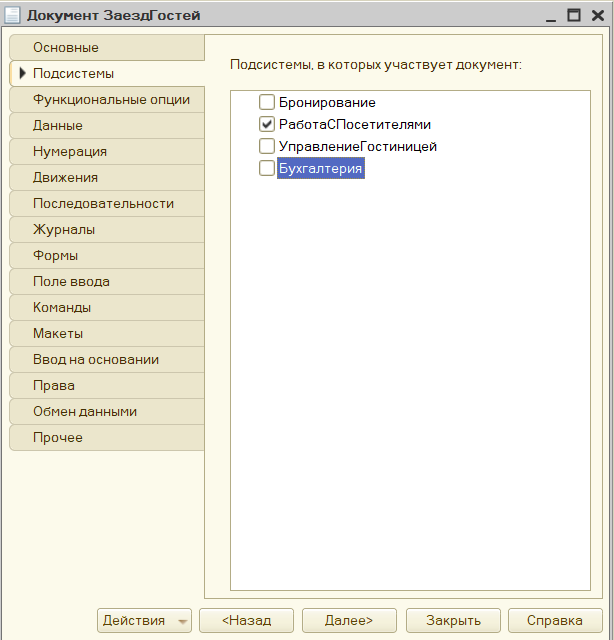 Документ ЗаездГостей
Основные
Подсистемы
Функциональные опции
Данные
Нумерация
Движения
Последовательности
Журналы
Формы
Поле ввода
Команды
Макеты
Ввод на основании
Права
Обмен данными
Прочее
Подсистемы, в которых участвует документ:
Бронирование
РаботаСПосетителями
УправлениеГостиницей
Бухгалтерия
Действия
<Назад
Далее>
Закрыть
Справка